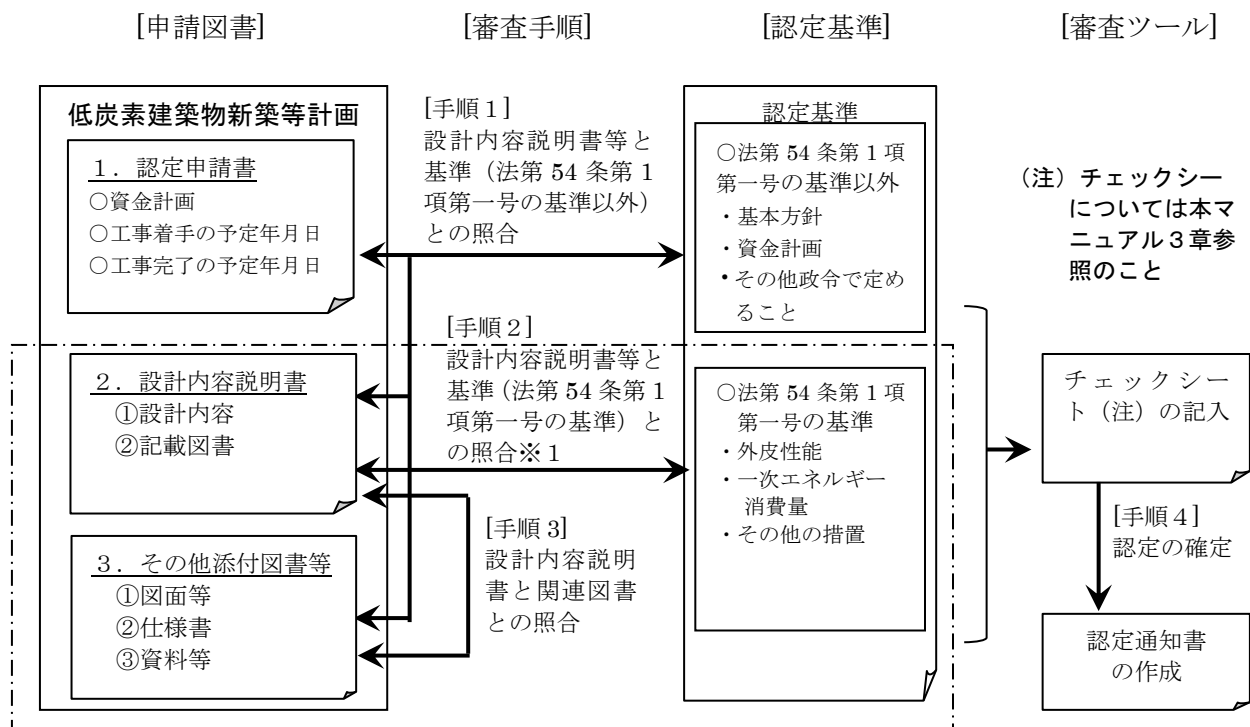 [申請図書]
[審査手順]
[認定基準]
[審査ツール]
低炭素建築物新築等計画
１．認定申請書
○資金計画
○工事着手の予定年月日
○工事完了の予定年月日
２．設計内容説明書
①設計内容
②記載図書
３．その他添付図書等
①図面等
②仕様書
③資料等
[手順１]
設計内容説明書等と
基準（法第 54 条第１
項第一号の基準以外）
との照合
[手順２]
設計内容説明書等と
基準（法第 54 条第１
項第一号の基準）と
の照合※１
[手順３]
設計内容説明
書と関連図書
との照合
認定基準
○法第 54 条第１項
第一号の基準以外
・基本方針
・資金計画
・その他政令で定め
ること
○法第 54 条第１項
第一号の基準
・外皮性能
・一次エネルギー
消費量
・その他の措置
（注）チェックシー
については本マ
ニュアル３章参
照のこと
チェックシー
ト（注）の記入
[手順４]
認定の確定
認定通知書
の作成